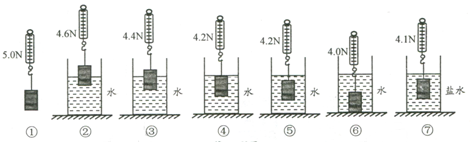 5.0N 4.6N 4.4N 4.2N 4.2N 4.0N 4.1N
水 水 水 水 水 盐水
① ② ③ ④ ⑤ ⑥ ⑦